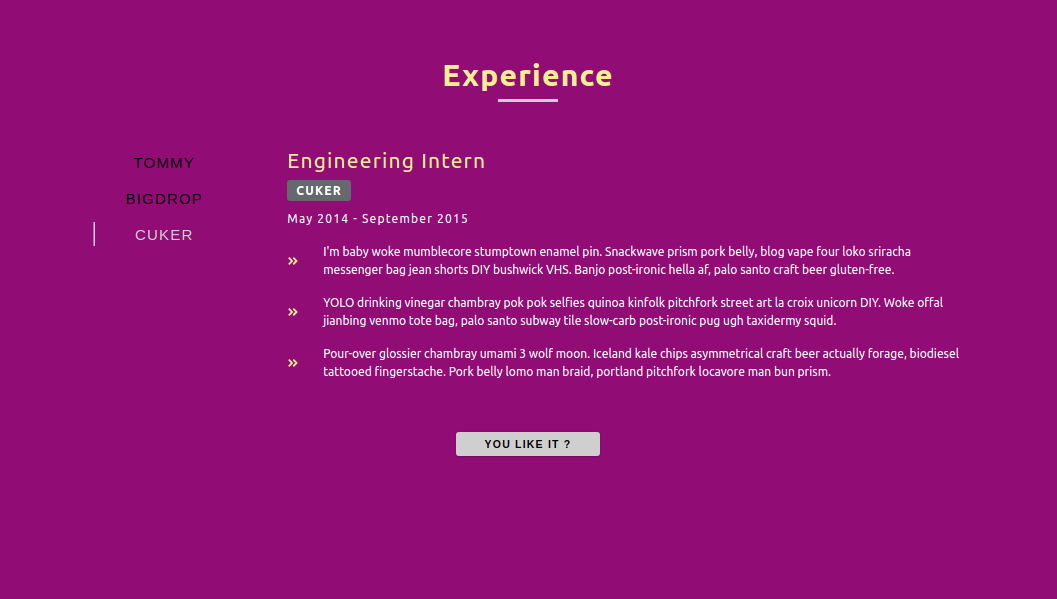 Experience
TOMMY
BIGDROP
CUKER
Engineering Intern
CUKER
May 2014 - September 2015
I'm baby woke mumblecore stumptown enamel pin. Snackwave prism pork belly, blog vape four loko sriracha
messenger bag jean shorts DIY bushwick VHS. Banjo post-ironic hella af, palo santo craft beer gluten-free.
YOLO drinking vinegar chambray pok pok selfies quinoa kinfolk pitchfork street art la croix unicorn DIY. Woke offal
jianbing venmo tote bag, palo santo subway tile slow-carb post-ironic pug ugh taxidermy squid.
Pour-over glossier chambray umami 3 wolf moon. Iceland kale chips asymmetrical craft beer actually forage, biodiesel
tattooed fingerstache. Pork belly lomo man braid, portland pitchfork locavore man bun prism.
YOU LIKE IT ?